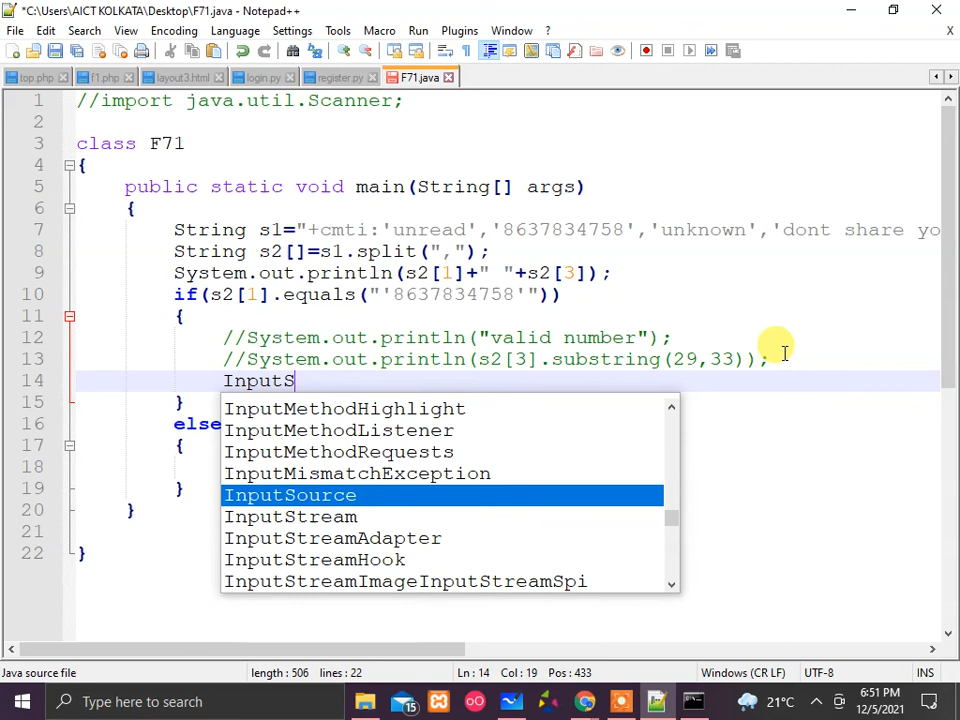 *C:\Users\AICT KOLKATA\Desktop\F71.java - Notepad++
File Edit Search View Encoding Language Settings Tools Macro Run Plugins Window ? X
top.php f1.php layout3.html login.py register.py F71.java
1 //import java.util.Scanner;
2
3 class F71
4 {
5 public static void main(String[] args)
6 {
7 String s1="+cmti:'unread','8637834758','unknown','dont share yo
8 String s2[]=s1.split(",");
9 System.out.println(s2[1]+" "+s2[3]);
10 if(s2[1].equals("'8637834758'"))
11 {
12 //System.out.println("valid number");
13 //System.out.println(s2[3].substring(29,33));
14 InputS
15 }
16 else
17 {
18
19 }
20 }
21
22 }
InputMethodHighlight
InputMethodListener
InputMethodRequests
InputMismatchException
InputSource
InputStream
InputStreamAdapter
InputStreamHook
InputStreamImageInputStreamSpi
Java source file length : 506 lines : 22 Ln : 14 Col : 19 Pos : 433 Windows (CR LF) UTF-8 INS
Type here to search 15 21°C 6:51 PM
12/5/2021